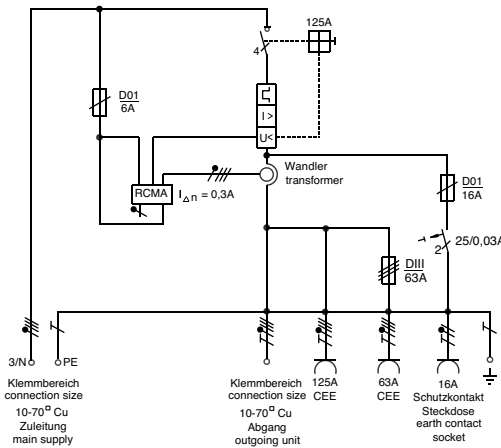 125A
4
D01
6A
I >
U<
Wandler
transformer
RCMA
I△n = 0,3A
D01
16A
25/0,03A
2
DIII
63A
3/N
PE
125A
CEE
63A
CEE
16A
Schutzkontakt
Steckdose
earth contact
socket
Klemmbereich
connection size
10-70□ Cu
Zuleitung
main supply
Klemmbereich
connection size
10-70□ Cu
Abgang
outgoing unit